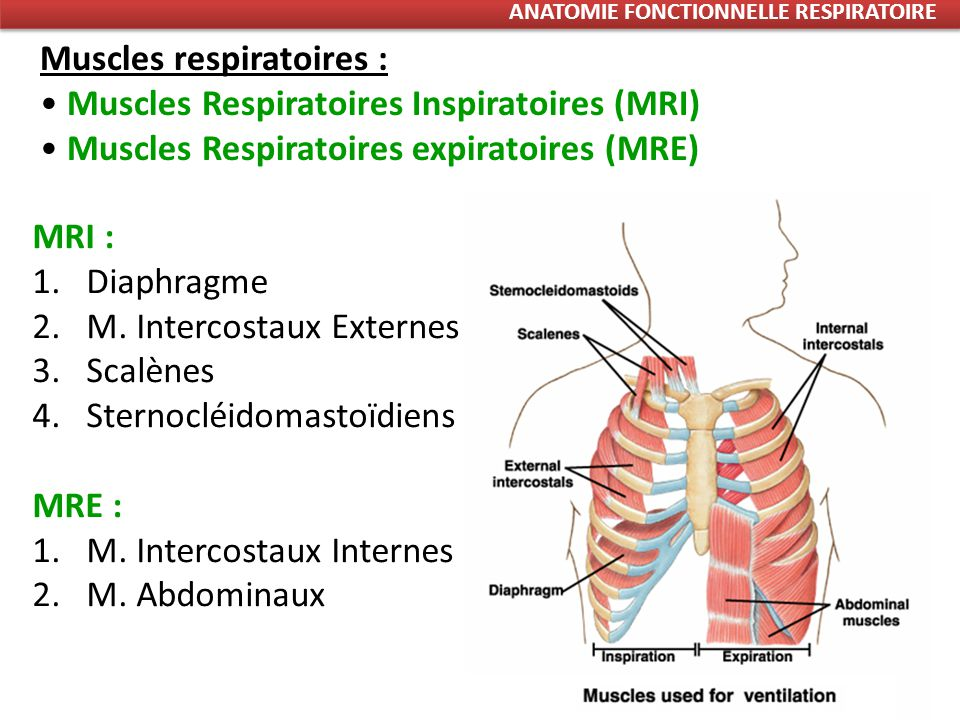 ANATOMIE FONCTIONNELLE RESPIRATOIRE
Muscles respiratoires :
• Muscles Respiratoires Inspiratoires (MRI)
• Muscles Respiratoires expiratoires (MRE)
MRI :
1. Diaphragme
2. M. Intercostaux Externes
3. Scalènes
4. Sternocléidomastoïdiens
MRE :
1. M. Intercostaux Internes
2. M. Abdominaux
Sternocleidomastoids
Scalenes
Internal
intercostals
External
intercostals
Diaphragm
Abdominal
muscles
Inspiration
Expiration
Muscles used for ventilation